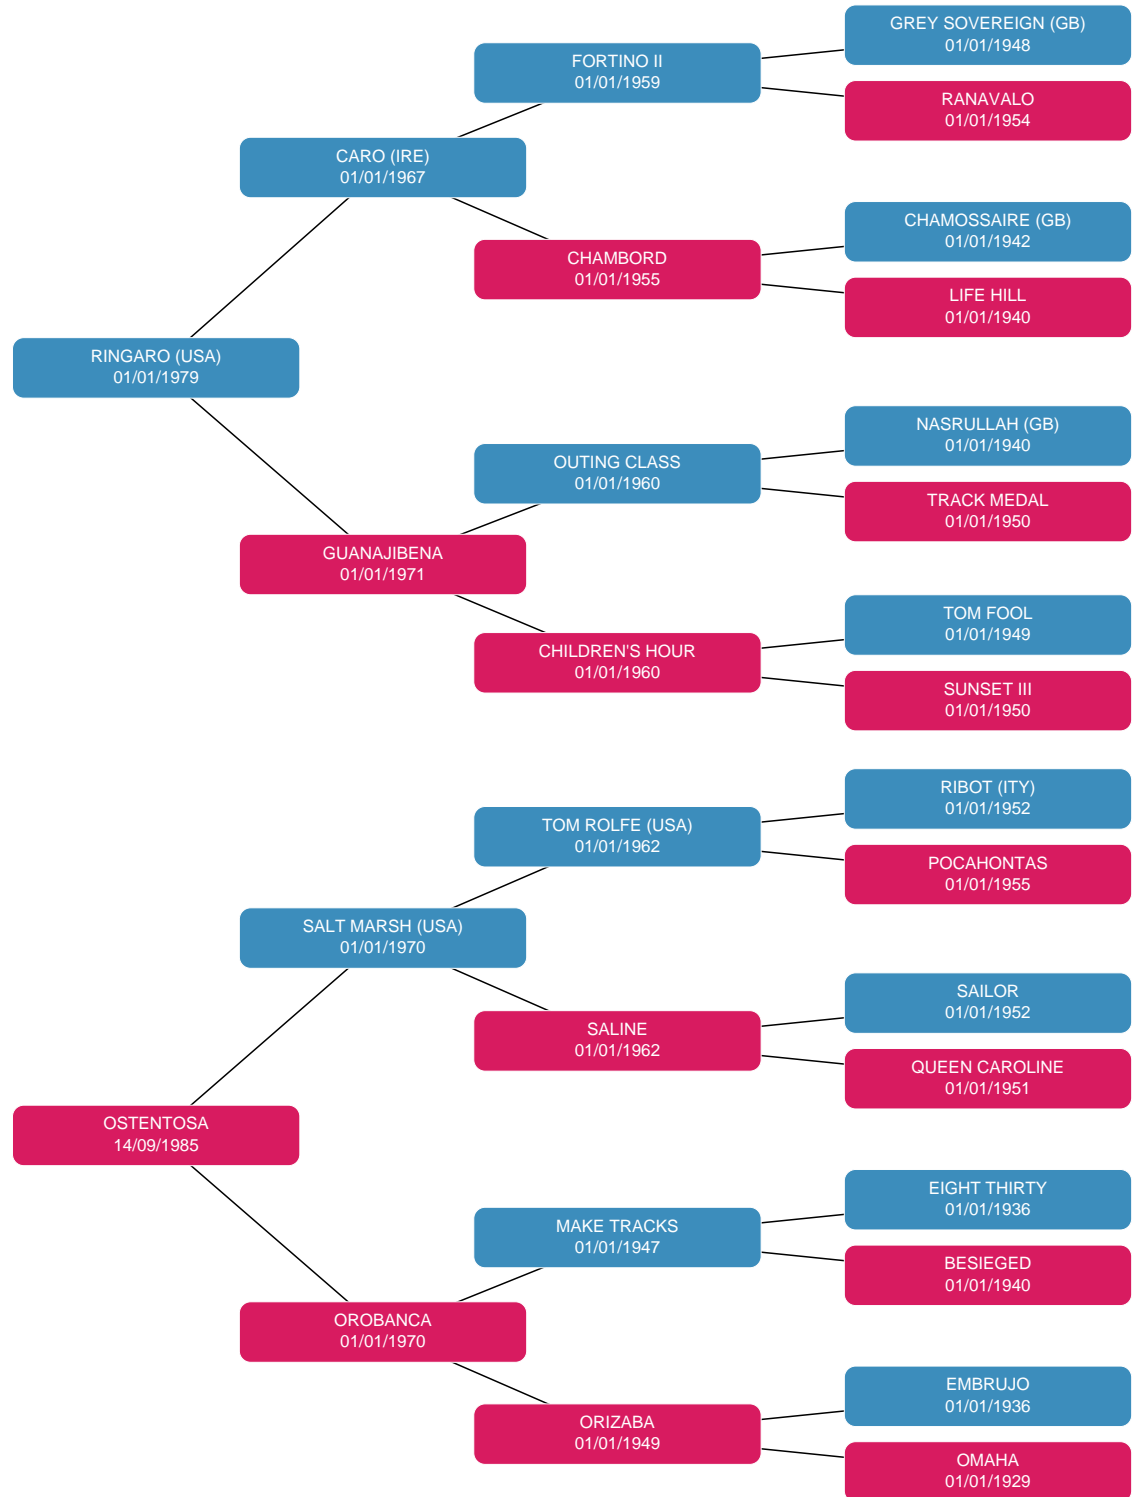 GREY SOVEREIGN (GB)
01/01/1948
FORTINO II
01/01/1959
RANAVALO
01/01/1954
CARO (IRE)
01/01/1967
CHAMOSSAIRE (GB)
01/01/1942
CHAMBORD
01/01/1955
LIFE HILL
01/01/1940
RINGARO (USA)
01/01/1979
NASRULLAH (GB)
01/01/1940
OUTING CLASS
01/01/1960
TRACK MEDAL
01/01/1950
GUANAJIBENA
01/01/1971
TOM FOOL
01/01/1949
CHILDREN'S HOUR
01/01/1960
SUNSET III
01/01/1950
RIBOT (ITY)
01/01/1952
TOM ROLFE (USA)
01/01/1962
POCAHONTAS
01/01/1955
SALT MARSH (USA)
01/01/1970
SAILOR
01/01/1952
SALINE
01/01/1962
QUEEN CAROLINE
01/01/1951
OSTENTOSA
14/09/1985
EIGHT THIRTY
01/01/1936
MAKE TRACKS
01/01/1947
BESIEGED
01/01/1940
OROBANCA
01/01/1970
EMBRUJO
01/01/1936
ORIZABA
01/01/1949
OMAHA
01/01/1929